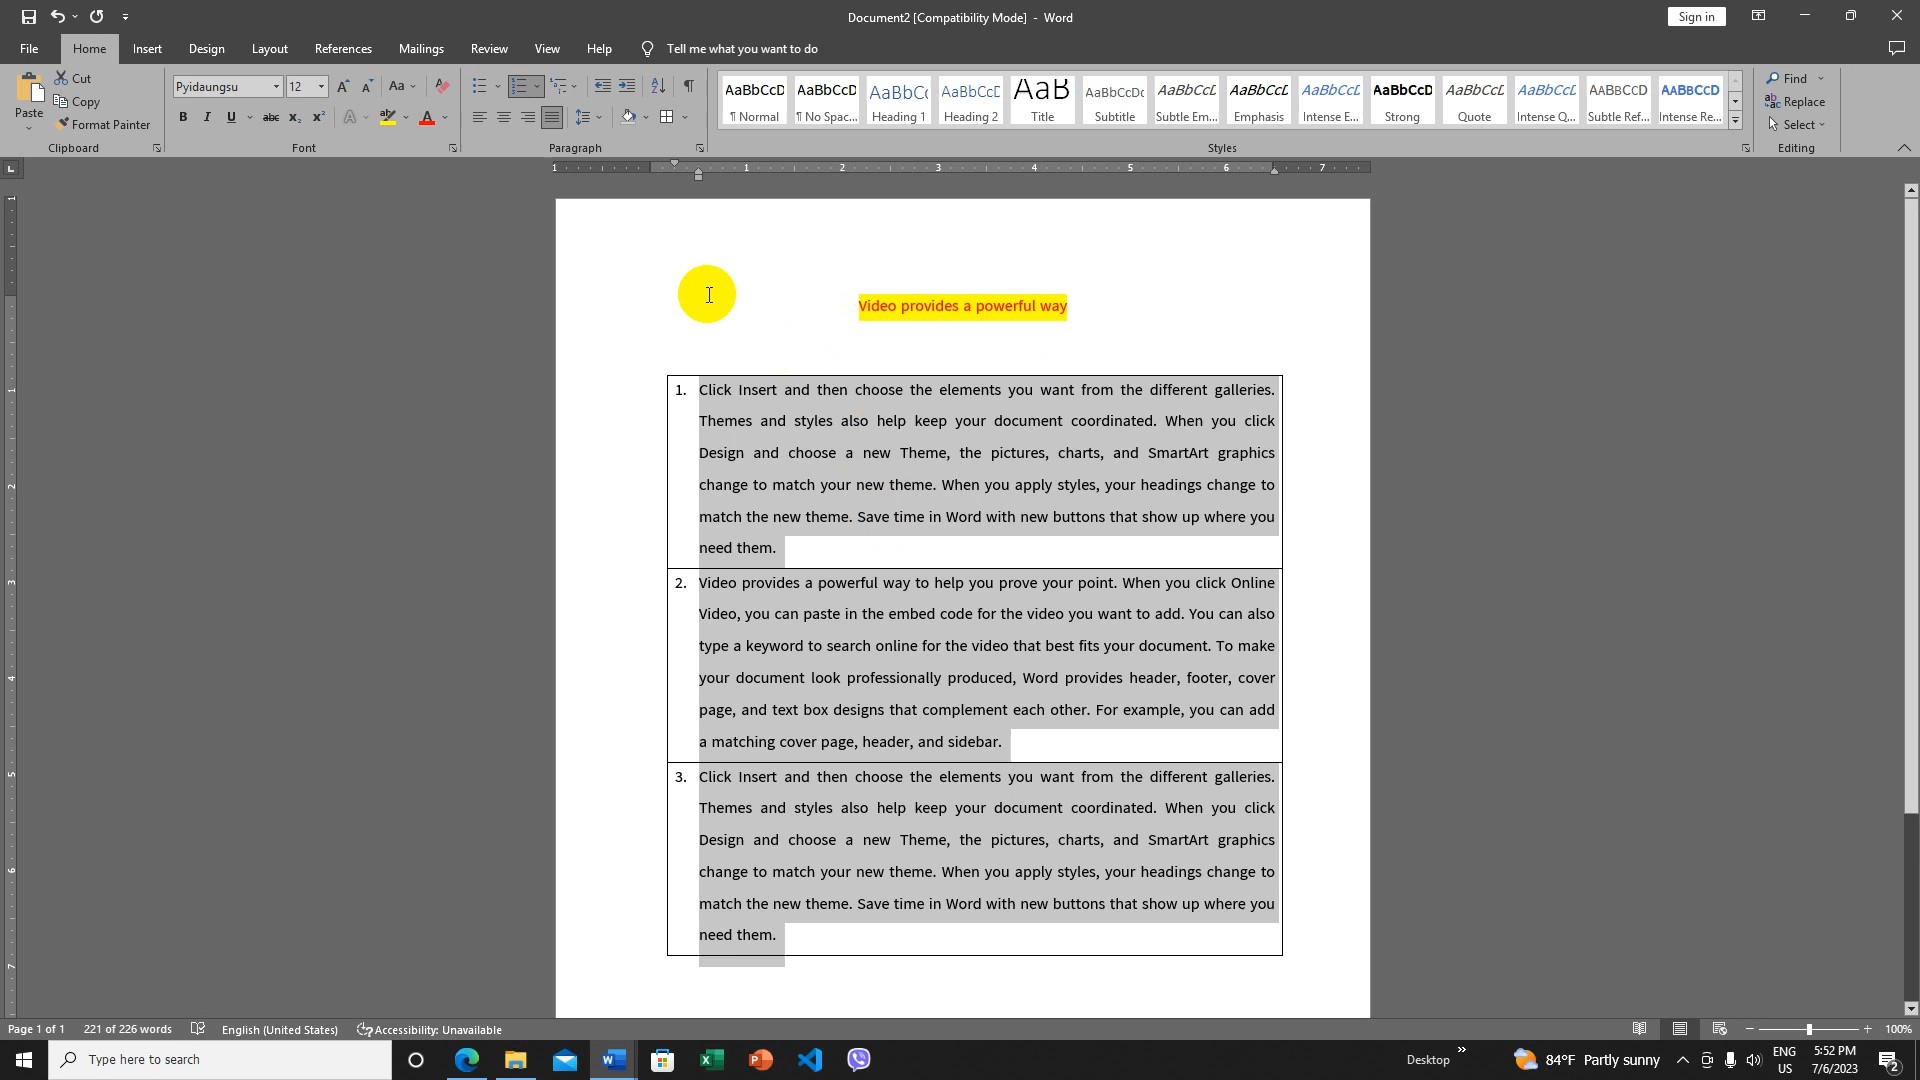 Document2 [Compatibility Mode] - Word
Sign in
File Home Insert Design Layout References Mailings Review View Help Tell me what you want to do
Paste
Cut
Copy
Format Painter
Clipboard
Pyidaungsu 12
Font
Paragraph
AaBbCcD ¶ Normal
AaBbCcD ¶ No Spac...
AaBbC Heading 1
AaBbCcD Heading 2
AaB Title
AaBbCcD Subtitle
AaBbCcD Subtle Em...
AaBbCcD Emphasis
AaBbCcD Intense E...
AaBbCcD Strong
AaBbCcD Quote
AaBbCcD Intense Q...
AABBCCD Subtle Ref...
AABBCCD Intense Re...
Styles
Find
Replace
Select
Editing
1 1 2 3 4 5 6 7
Video provides a powerful way
1. Click Insert and then choose the elements you want from the different galleries.
Themes and styles also help keep your document coordinated. When you click
Design and choose a new Theme, the pictures, charts, and SmartArt graphics
change to match your new theme. When you apply styles, your headings change to
match the new theme. Save time in Word with new buttons that show up where you
need them.
2. Video provides a powerful way to help you prove your point. When you click Online
Video, you can paste in the embed code for the video you want to add. You can also
type a keyword to search online for the video that best fits your document. To make
your document look professionally produced, Word provides header, footer, cover
page, and text box designs that complement each other. For example, you can add
a matching cover page, header, and sidebar.
3. Click Insert and then choose the elements you want from the different galleries.
Themes and styles also help keep your document coordinated. When you click
Design and choose a new Theme, the pictures, charts, and SmartArt graphics
change to match your new theme. When you apply styles, your headings change to
match the new theme. Save time in Word with new buttons that show up where you
need them.
Page 1 of 1 221 of 226 words English (United States) Accessibility: Unavailable 100%
Type here to search
Desktop
84°F Partly sunny
ENG
US
5:52 PM
7/6/2023
2